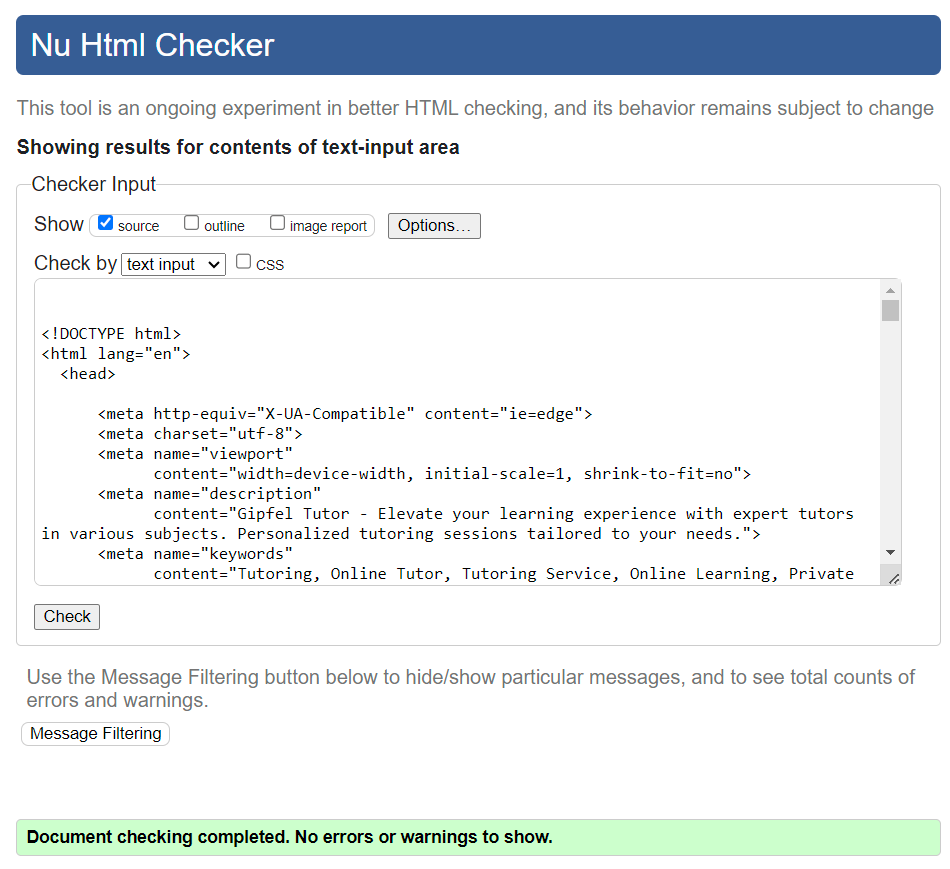 Nu Html Checker
This tool is an ongoing experiment in better HTML checking, and its behavior remains subject to change
Showing results for contents of text-input area
Checker Input
Show source outline image report Options...
Check by text input CSS
<!DOCTYPE html>
<html lang="en">
<head>
<meta http-equiv="X-UA-Compatible" content="ie=edge">
<meta charset="utf-8">
<meta name="viewport"
content="width=device-width, initial-scale=1, shrink-to-fit=no">
<meta name="description"
content="Gipfel Tutor - Elevate your learning experience with expert tutors
in various subjects. Personalized tutoring sessions tailored to your needs.">
<meta name="keywords"
content="Tutoring, Online Tutor, Tutoring Service, Online Learning, Private
Check
Use the Message Filtering button below to hide/show particular messages, and to see total counts of
errors and warnings.
Message Filtering
Document checking completed. No errors or warnings to show.